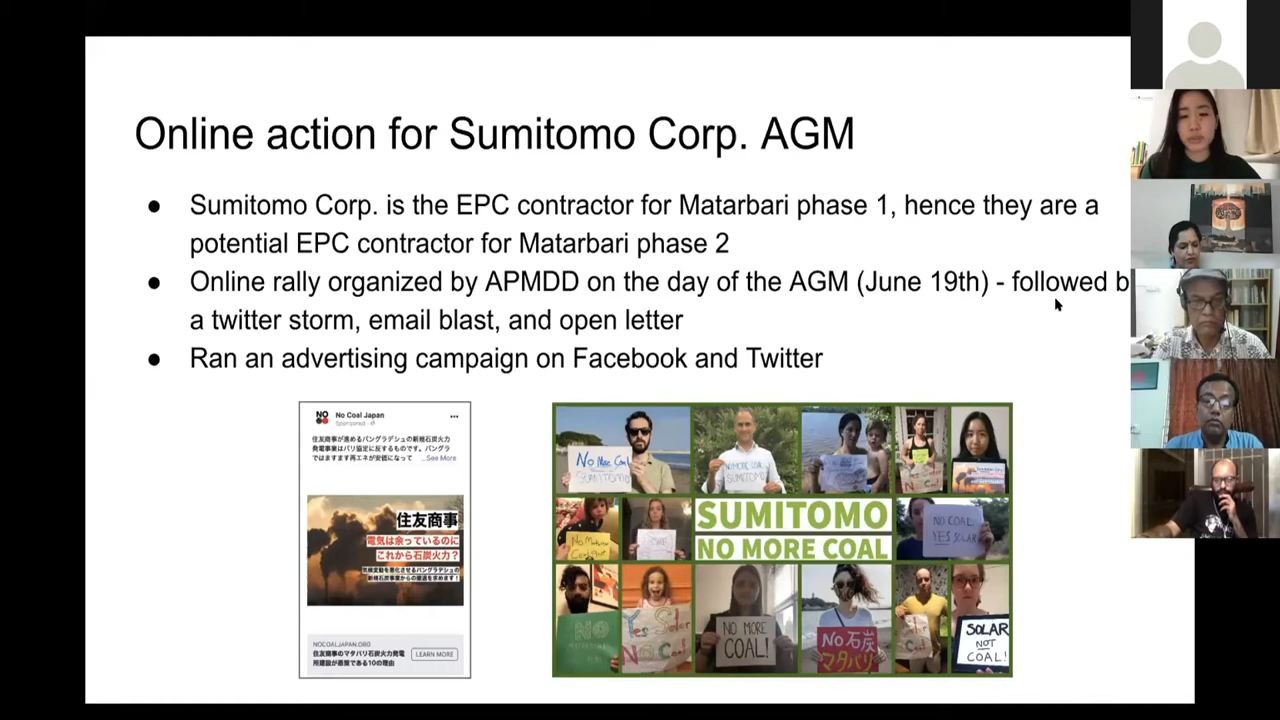 Online action for Sumitomo Corp. AGM
● Sumitomo Corp. is the EPC contractor for Matarbari phase 1, hence they are a
potential EPC contractor for Matarbari phase 2
● Online rally organized by APMDD on the day of the AGM (June 19th) - followed b
a twitter storm, email blast, and open letter
● Ran an advertising campaign on Facebook and Twitter
NO
No Coal Japan
Sponsored
住友商事が進めるバングラデシュの新規石炭火力
発電事業はパリ協定に反するものです。バングラ
ではますます再エネが安価になって ...See More
住友商事
電気は余っているのに
これから石炭火力?
気候変動を悪化させるバングラデシュの
新規石炭事業からの撤退を求めます!
NOCOALJAPAN.ORG
住友商事のマタバリ石炭火力発電
所建設が愚策である10の理由
LEARN MORE
No More Coal
SUMITOMO
NO MORE COAL
SUMITOMO
SUMITOMO
NO MORE COAL
NO COAL
YES SOLAR
NO
Yes Solar
No Coal
NO MORE
COAL!
NO石炭
マタバリ
SOLAR
NOT
COAL!